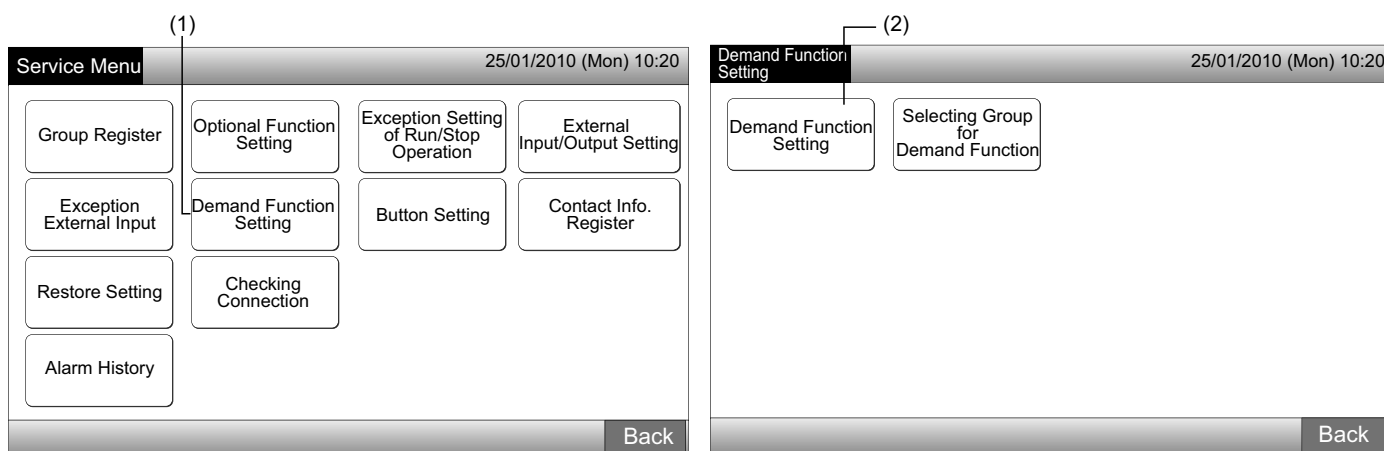 (1)
Service Menu
25/01/2010 (Mon) 10:20
Group Register
Optional Function
Setting
Exception Setting
of Run/Stop
Operation
External
Input/Output Setting
Exception
External Input
Demand Function
Setting
Button Setting
Contact Info.
Register
Restore Setting
Checking
Connection
Alarm History
Back
(2)
Demand Function
Setting
25/01/2010 (Mon) 10:20
Demand Function
Setting
Selecting Group
for
Demand Function
Back